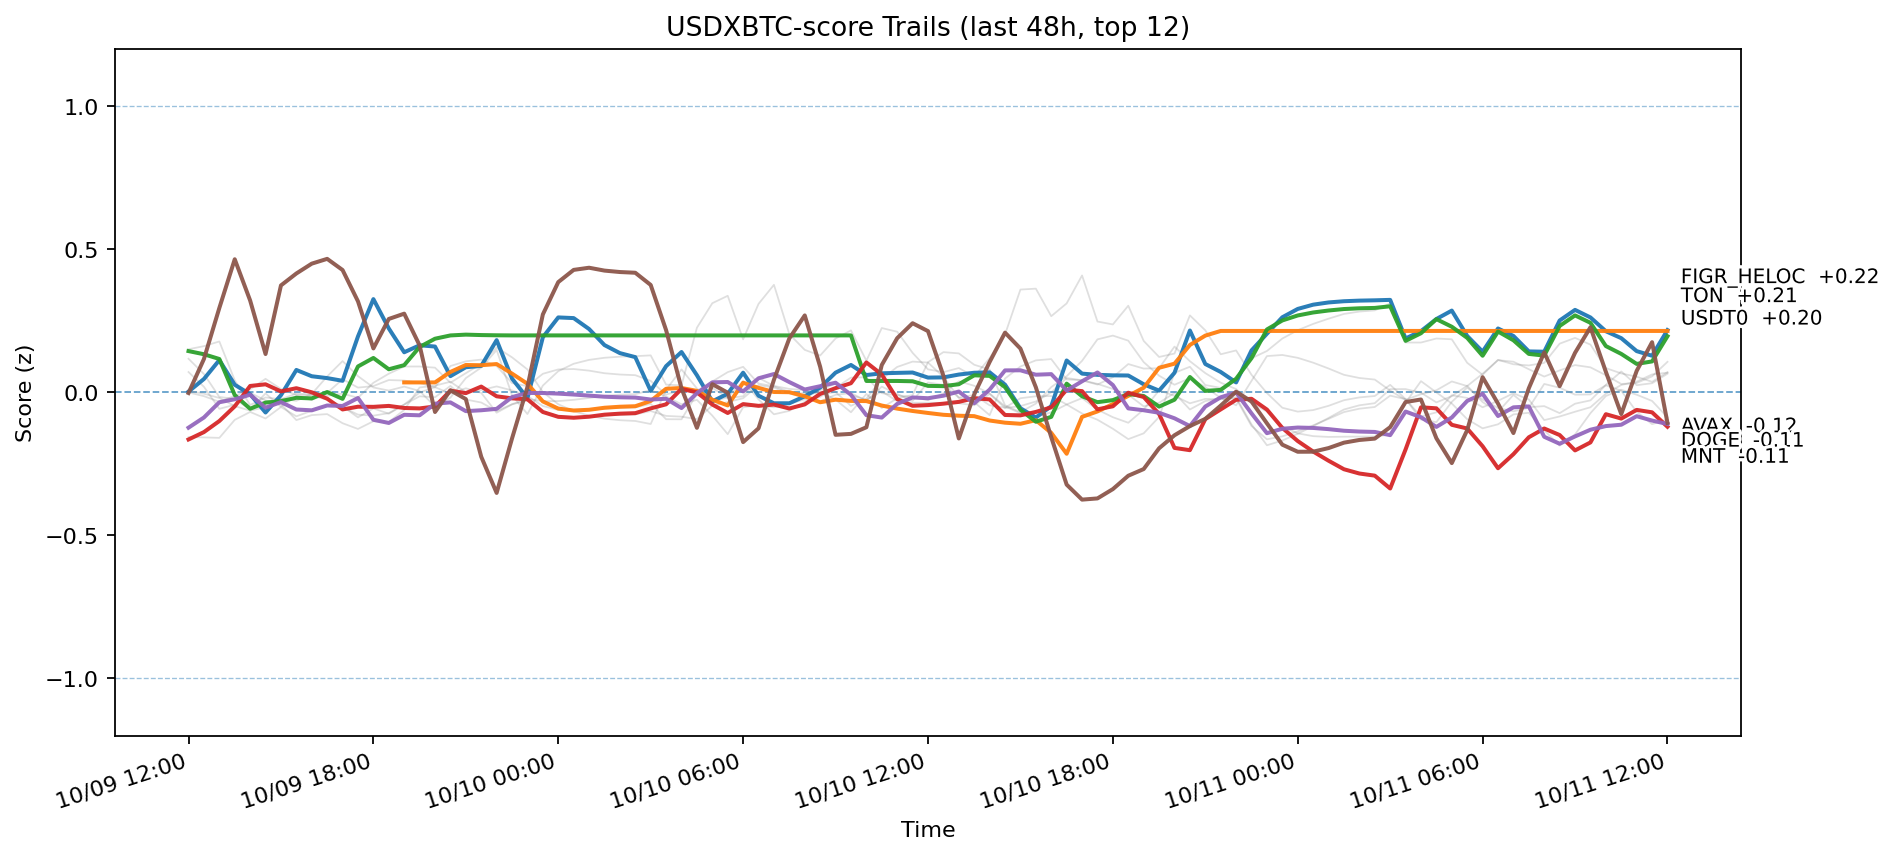 USDXBTC-score Trails (last 48h, top 12)
Score (z)
1.0
0.5
0.0
−0.5
−1.0
FIGR_HELOC +0.22
TON +0.21
USDT0 +0.20
AVAX -0.12
DOGE -0.11
MNT -0.11
10/09 12:00
10/09 18:00
10/10 00:00
10/10 06:00
10/10 12:00
10/10 18:00
10/11 00:00
10/11 06:00
10/11 12:00
Time